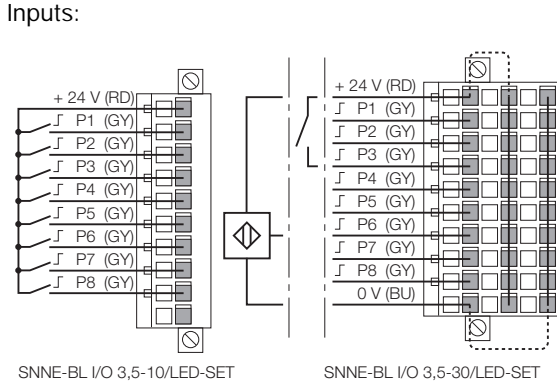 Inputs:
+ 24 V (RD)
P1 (GY)
P2 (GY)
P3 (GY)
P4 (GY)
P5 (GY)
P6 (GY)
P7 (GY)
P8 (GY)
SNNE-BL I/O 3,5-10/LED-SET
+ 24 V (RD)
P1 (GY)
P2 (GY)
P3 (GY)
P4 (GY)
P5 (GY)
P6 (GY)
P7 (GY)
P8 (GY)
0 V (BU)
SNNE-BL I/O 3,5-30/LED-SET